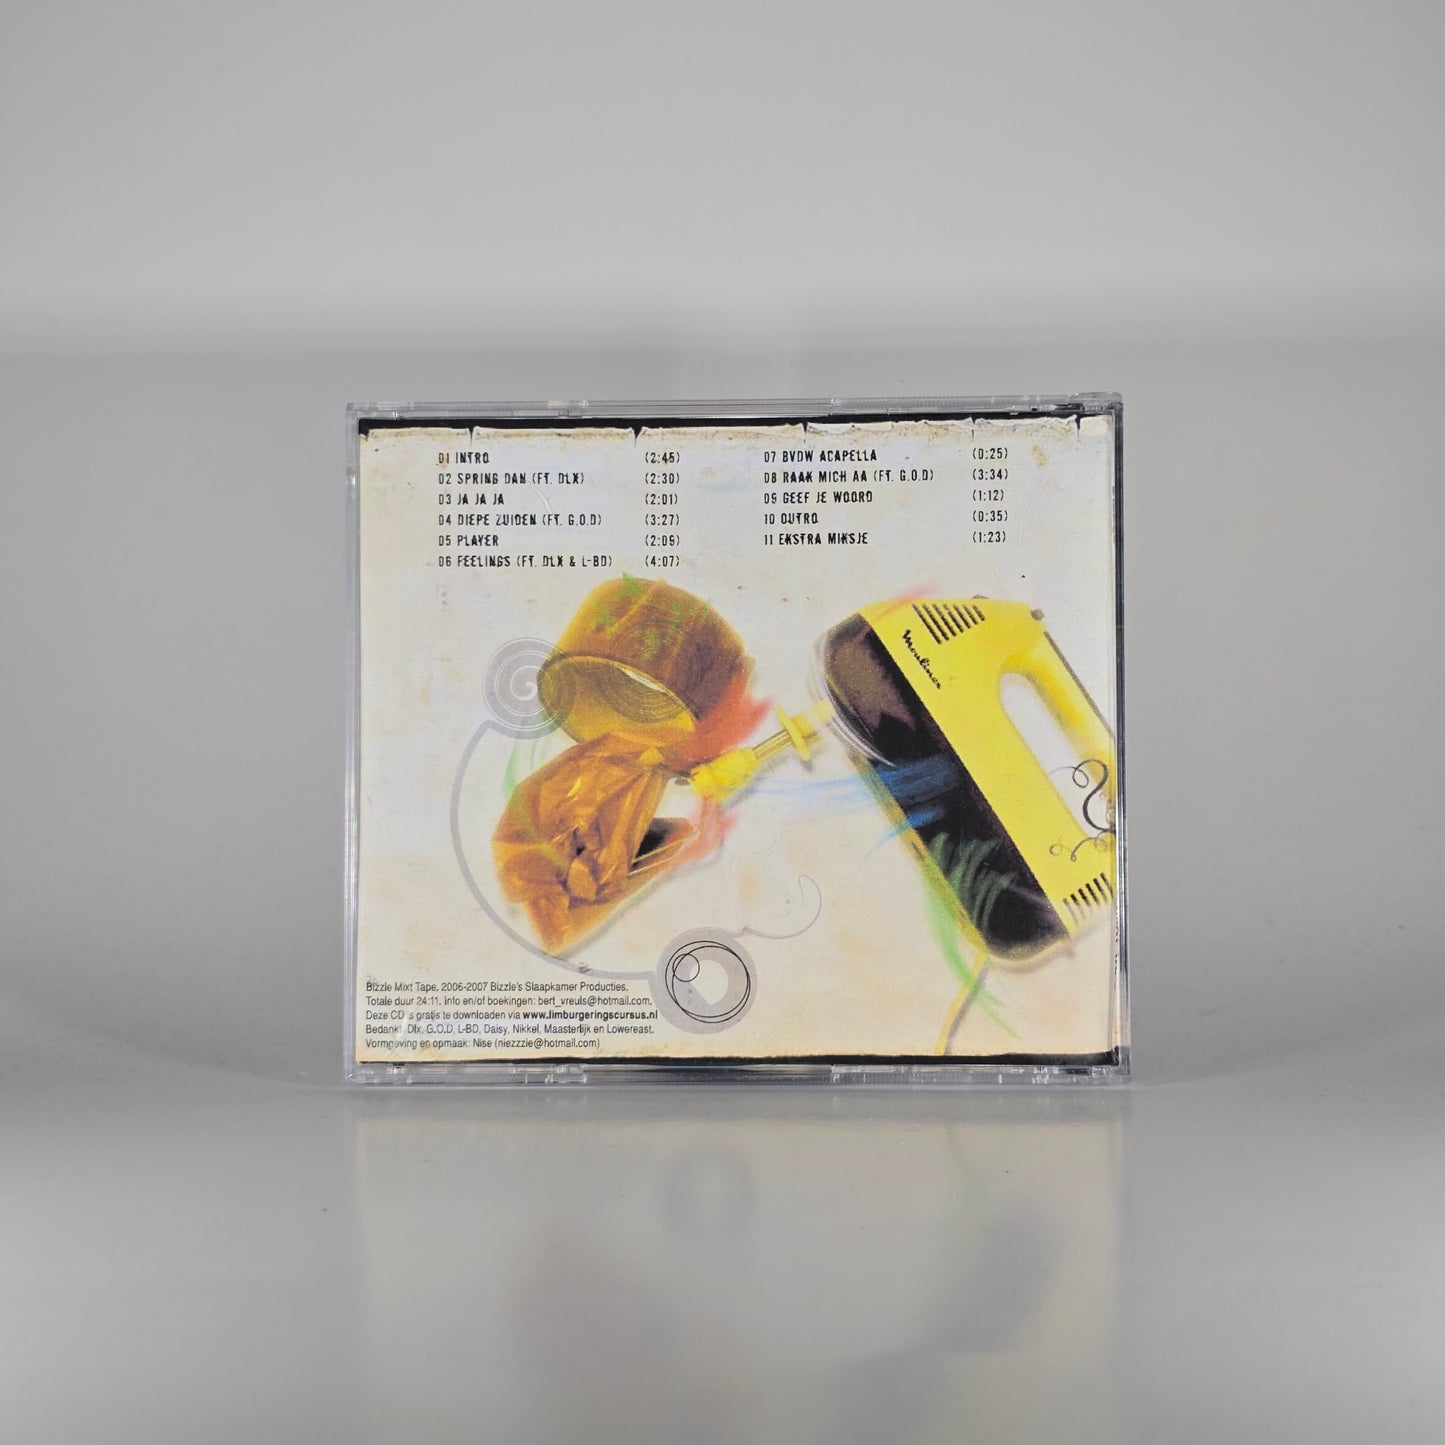 01 INTRO (2:45)
02 SPRING DAN (FT. DLX) (2:30)
03 JA JA JA (2:01)
04 DIEPE ZUIDEN (FT. G.O.D) (3:27)
05 PLAYER (2:09)
06 FEELINGS (FT. DLX & L-BD) (4:07)
07 BVDW ACAPELLA (0:25)
08 RAAK MICH AA (FT. G.O.D) (3:34)
09 GEEF JE WOORD (1:12)
10 OUTRO (0:35)
11 EKSTRA MIKSJE (1:23)
Moulinex
Bizzle Mixt Tape. 2006-2007 Bizzle's Slaapkamer Producties.
Totale duur 24:11. Info en/of boekingen: bert_vreuls@hotmail.com.
Deze CD is gratis te downloaden via www.limburgeringscursus.nl
Bedankt: Dlx, G.O.D, L-BD, Daisy, Nikkel, Maasterlijk en Lowereast.
Vormgeving en opmaak: Nise (niezzzie@hotmail.com)